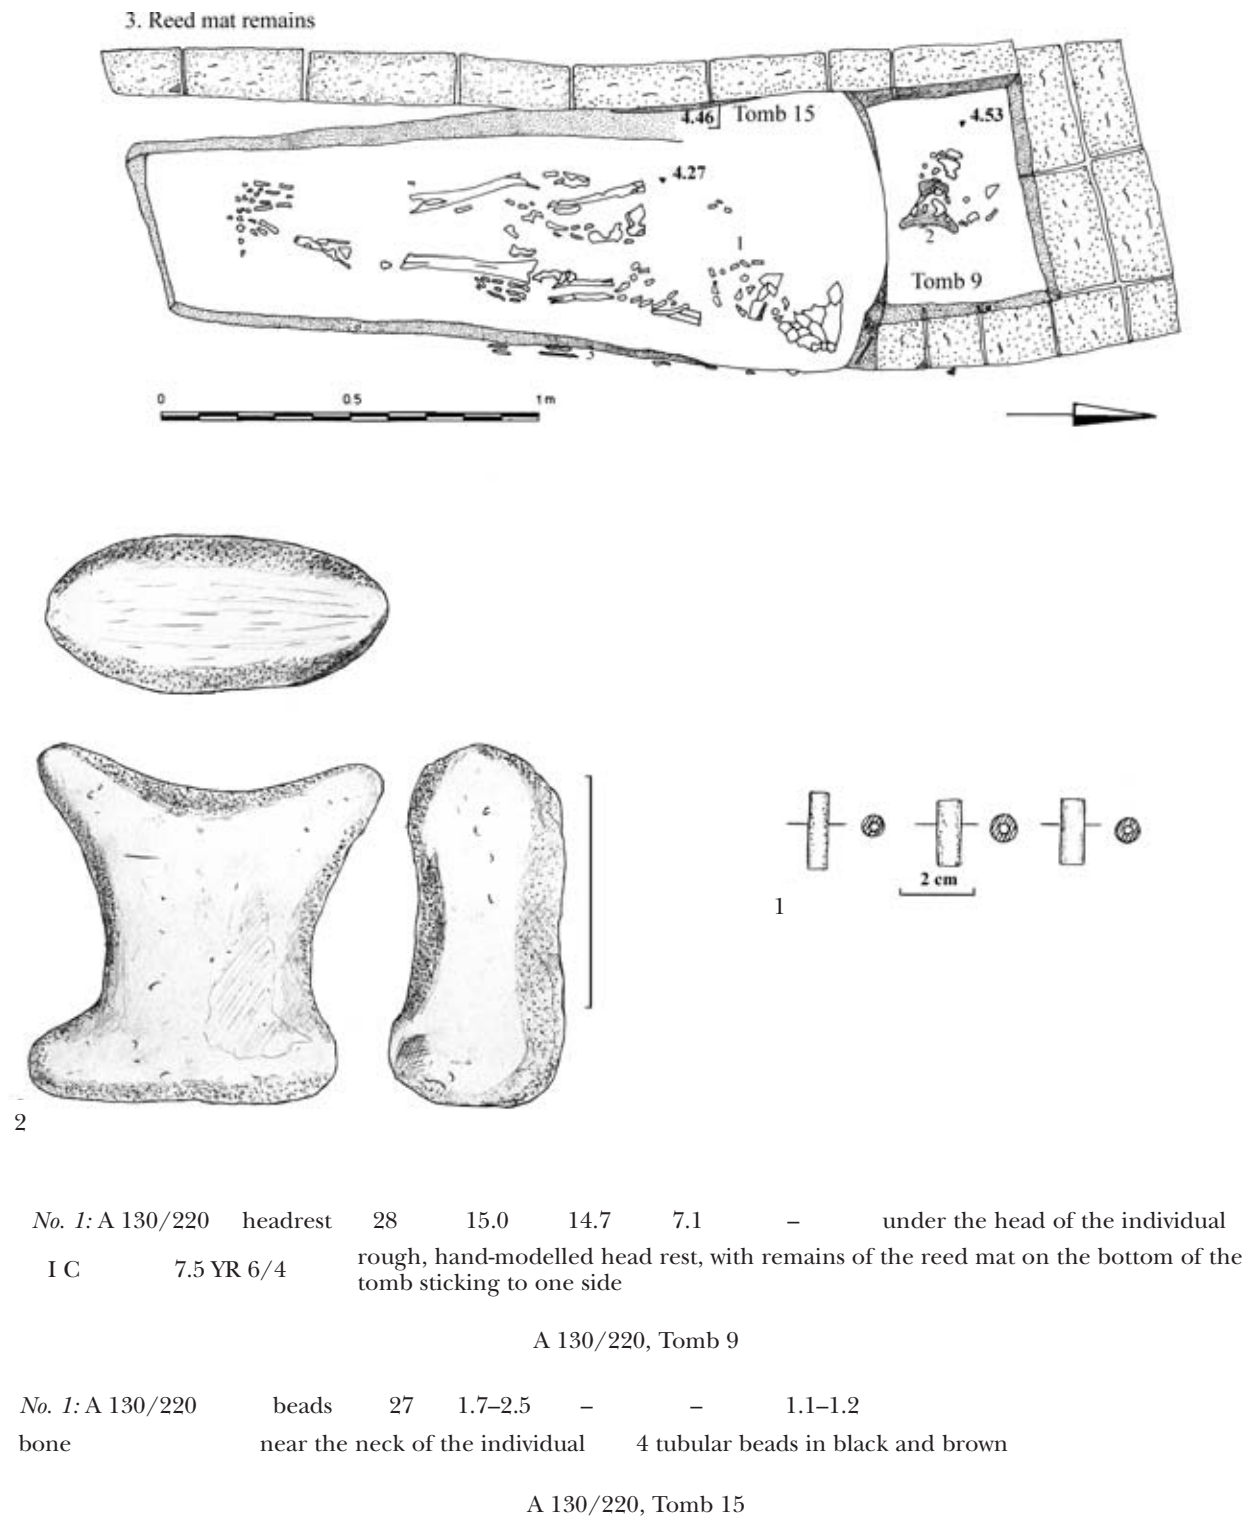 3. Reed mat remains
4.46 Tomb 15
4.53
4.27
1
2
Tomb 9
3
0 0.5 1 m
2 cm
1
2
No. 1: A 130/220 headrest 28 15.0 14.7 7.1 – under the head of the individual
I C 7.5 YR 6/4 rough, hand-modelled head rest, with remains of the reed mat on the bottom of the
tomb sticking to one side
A 130/220, Tomb 9
No. 1: A 130/220 beads 27 1.7–2.5 – – 1.1–1.2
bone near the neck of the individual 4 tubular beads in black and brown
A 130/220, Tomb 15